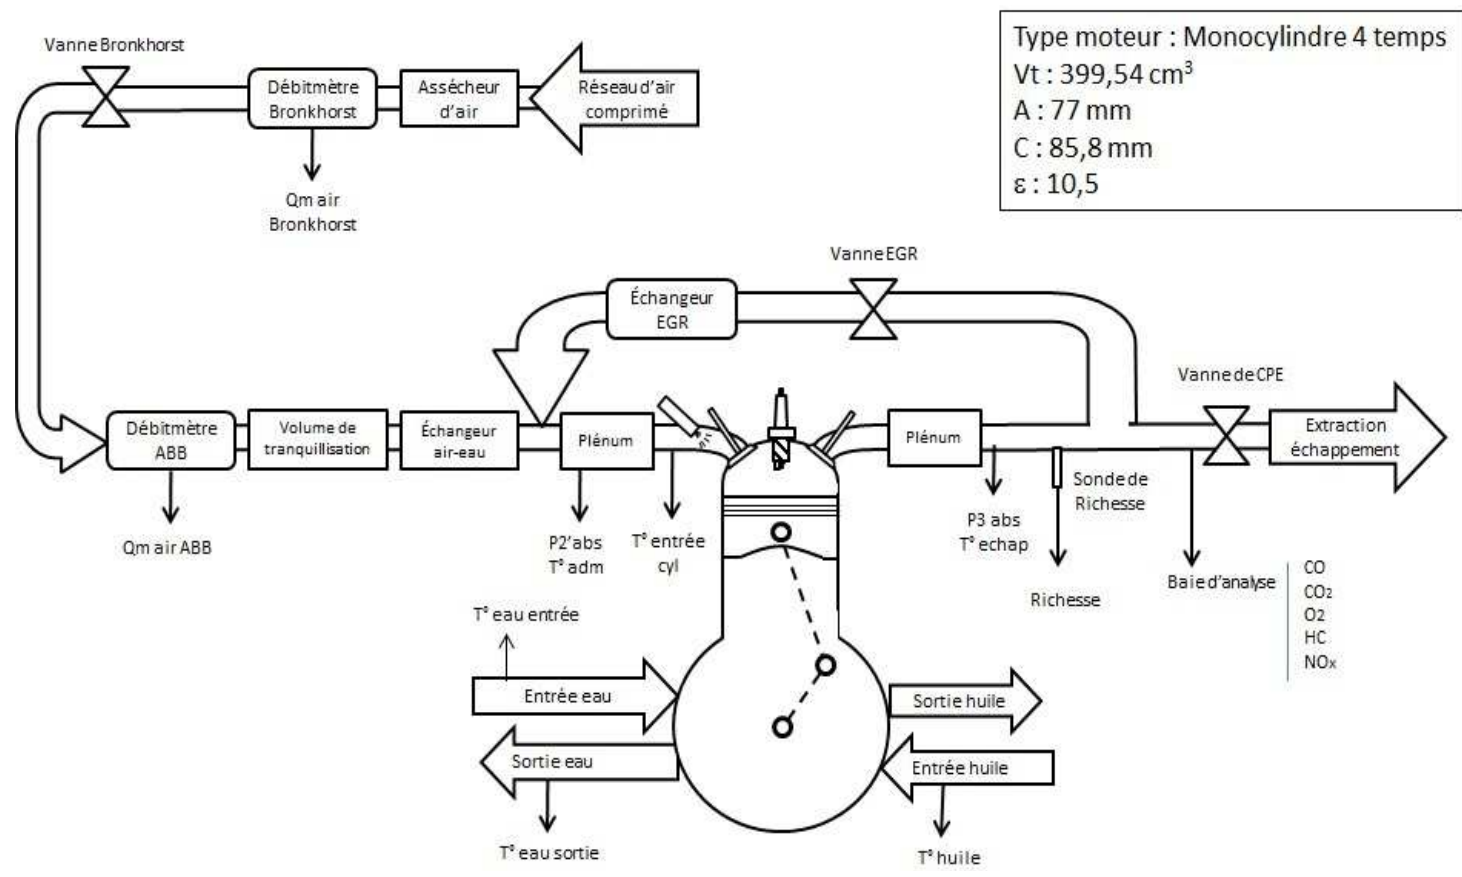 Type moteur : Monocylindre 4 temps
Vt : 399,54 cm³
A : 77 mm
C : 85,8 mm
ε : 10,5
Vanne Bronkhorst
Débitmètre
Bronkhorst
Assécheur
d'air
Réseau d'air
comprimé
Qm air
Bronkhorst
Vanne EGR
Échangeur
EGR
Vanne de CPE
Débitmètre
ABB
Volume de
tranquillisation
Échangeur
air-eau
Plénum
Plénum
Extraction
échappement
Qm air ABB
P2'abs
T° adm
T° entrée
cyl
P3 abs
T° echap
Sonde de
Richesse
Richesse
Baie d'analyse
CO
CO₂
O2
HC
NOx
T° eau entrée
Entrée eau
Sortie eau
T° eau sortie
Sortie huile
Entrée huile
T° huile